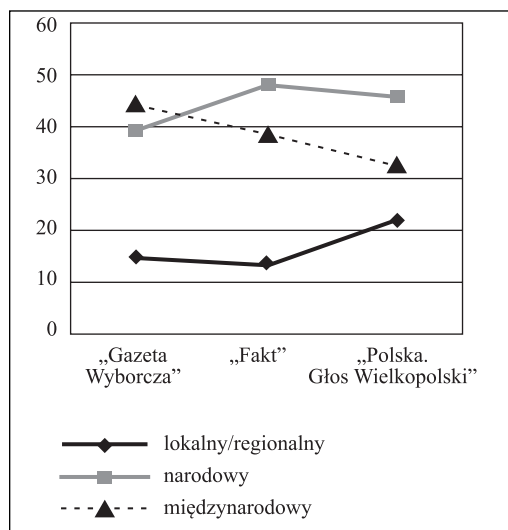 60
50
40
30
20
10
0
„Gazeta
Wyborcza”
„Fakt”
„Polska.
Głos Wielkopolski”
lokalny/regionalny
narodowy
międzynarodowy